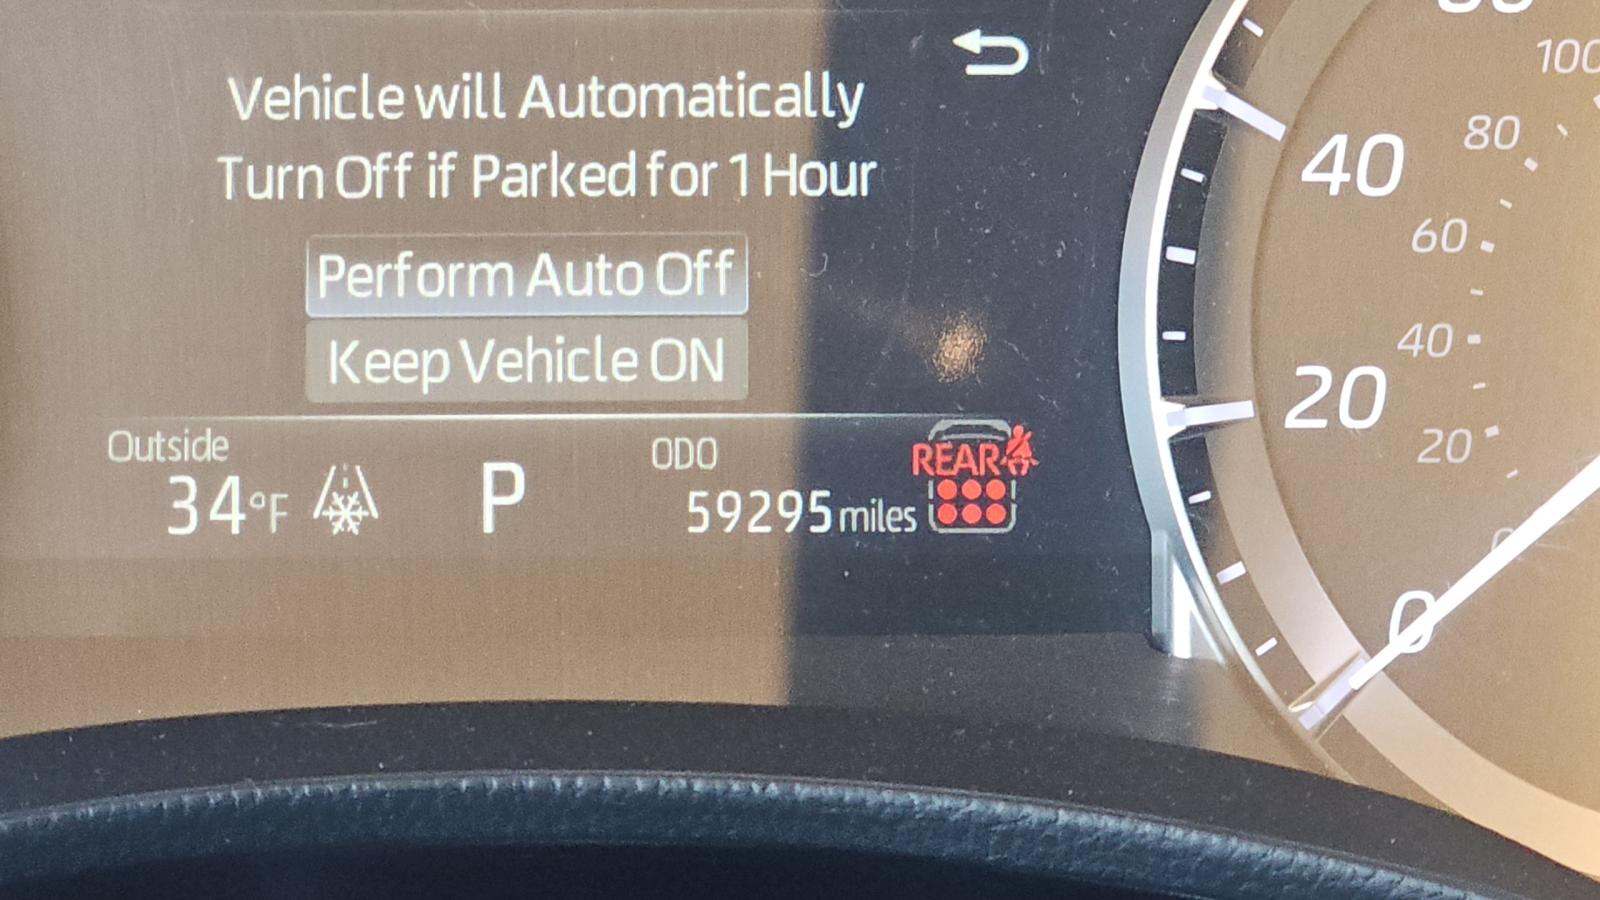 Vehicle will Automatically
Turn Off if Parked for 1 Hour
Perform Auto Off
Keep Vehicle ON
Outside
34°F
P
ODO
59295 miles
REAR
100
40
80
60
20
40
20
0